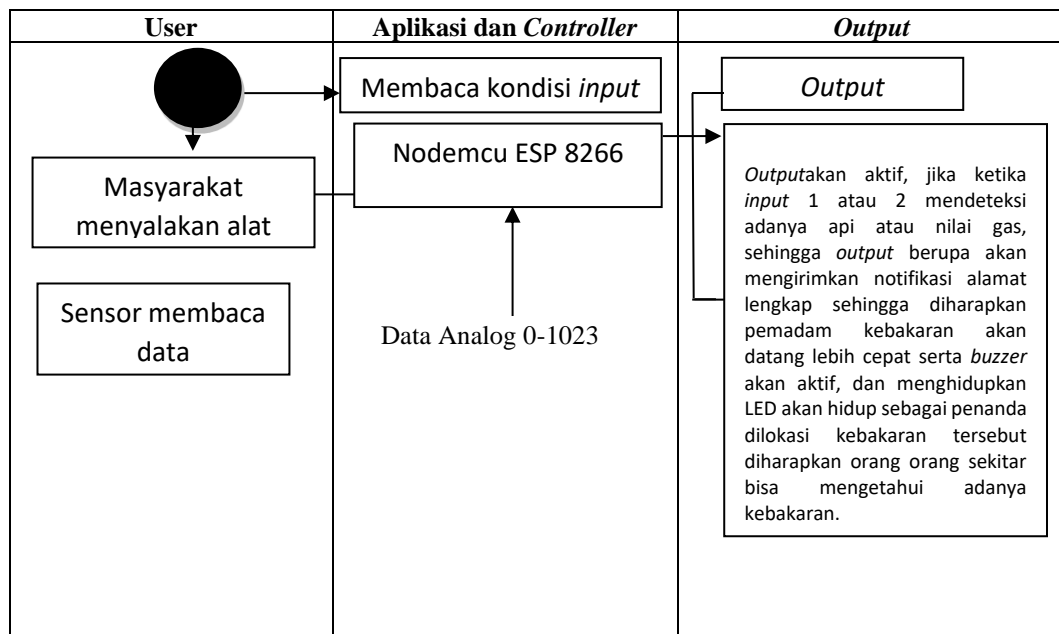 User
Aplikasi dan Controller
Output
Membaca kondisi input
Output
Nodemcu ESP 8266
Masyarakat
menyalakan alat
Sensor membaca
data
Data Analog 0-1023
Outputakan aktif, jika ketika
input 1 atau 2 mendeteksi
adanya api atau nilai gas,
sehingga output berupa akan
mengirimkan notifikasi alamat
lengkap sehingga diharapkan
pemadam kebakaran akan
datang lebih cepat serta buzzer
akan aktif, dan menghidupkan
LED akan hidup sebagai penanda
dilokasi kebakaran tersebut
diharapkan orang orang sekitar
bisa mengetahui adanya
kebakaran.